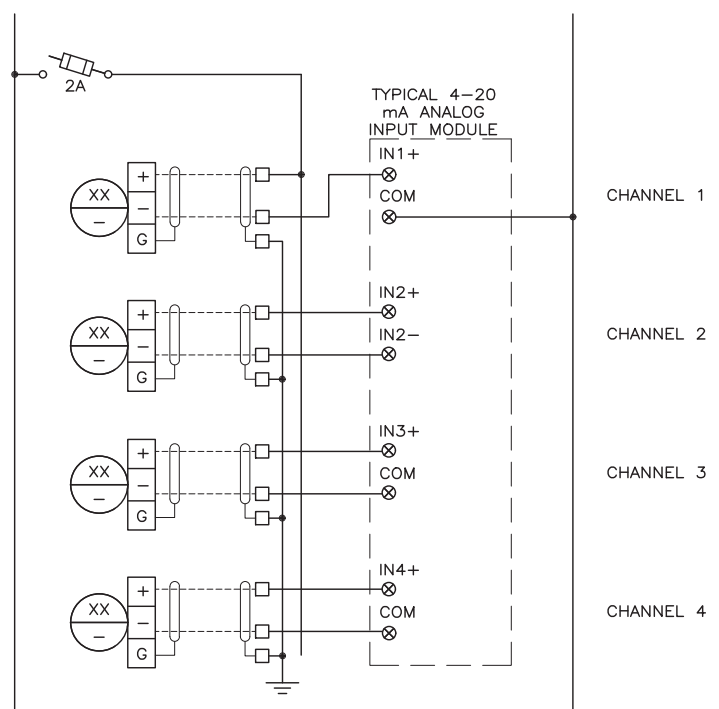 2A
TYPICAL 4-20
mA ANALOG
INPUT MODULE
XX
-
+
-
G
IN1+
COM
CHANNEL 1
XX
-
+
-
G
IN2+
IN2-
CHANNEL 2
XX
-
+
-
G
IN3+
COM
CHANNEL 3
XX
-
+
-
G
IN4+
COM
CHANNEL 4